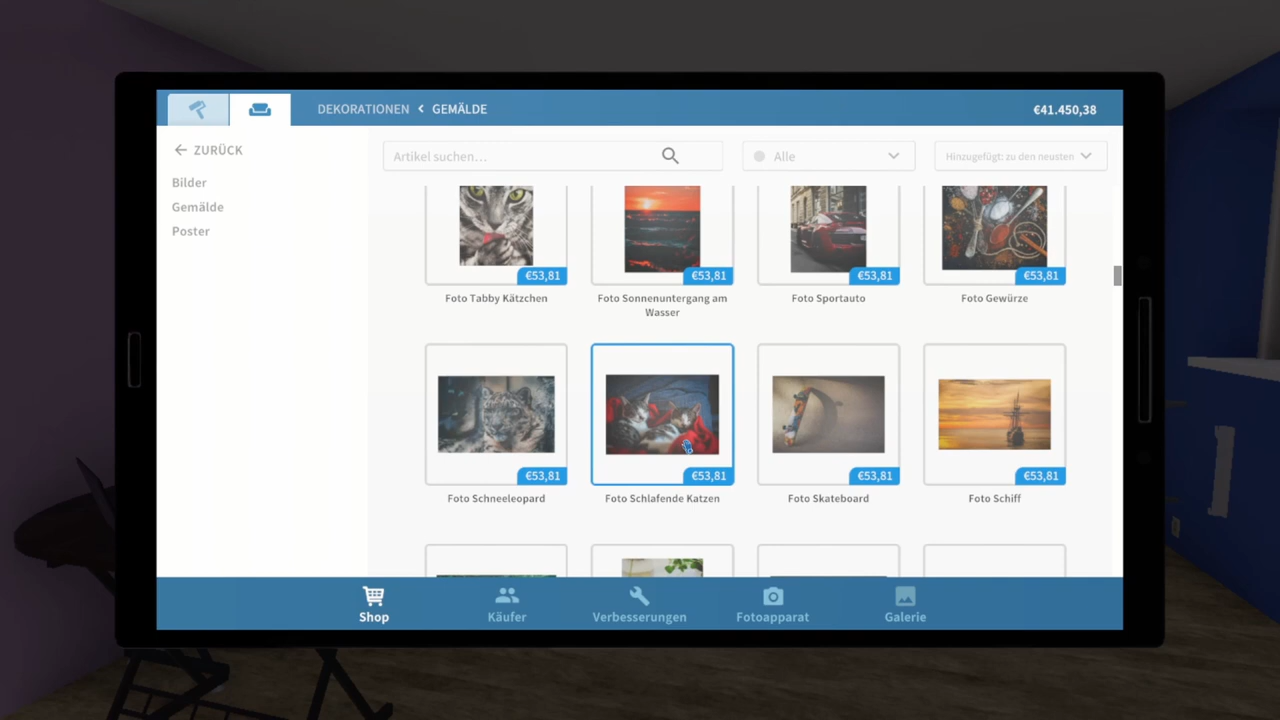 DEKORATIONEN < GEMÄLDE
€41.450,38
ZURÜCK
Bilder
Gemälde
Poster
Artikel suchen...
Alle
Hinzugefügt: zu den neusten
€53,81
€53,81
€53,81
€53,81
Foto Tabby Kätzchen
Foto Sonnenuntergang am
Wasser
Foto Sportauto
Foto Gewürze
€53,81
€53,81
€53,81
€53,81
Foto Schneeleopard
Foto Schlafende Katzen
Foto Skateboard
Foto Schiff
Shop
Käufer
Verbesserungen
Fotoapparat
Galerie